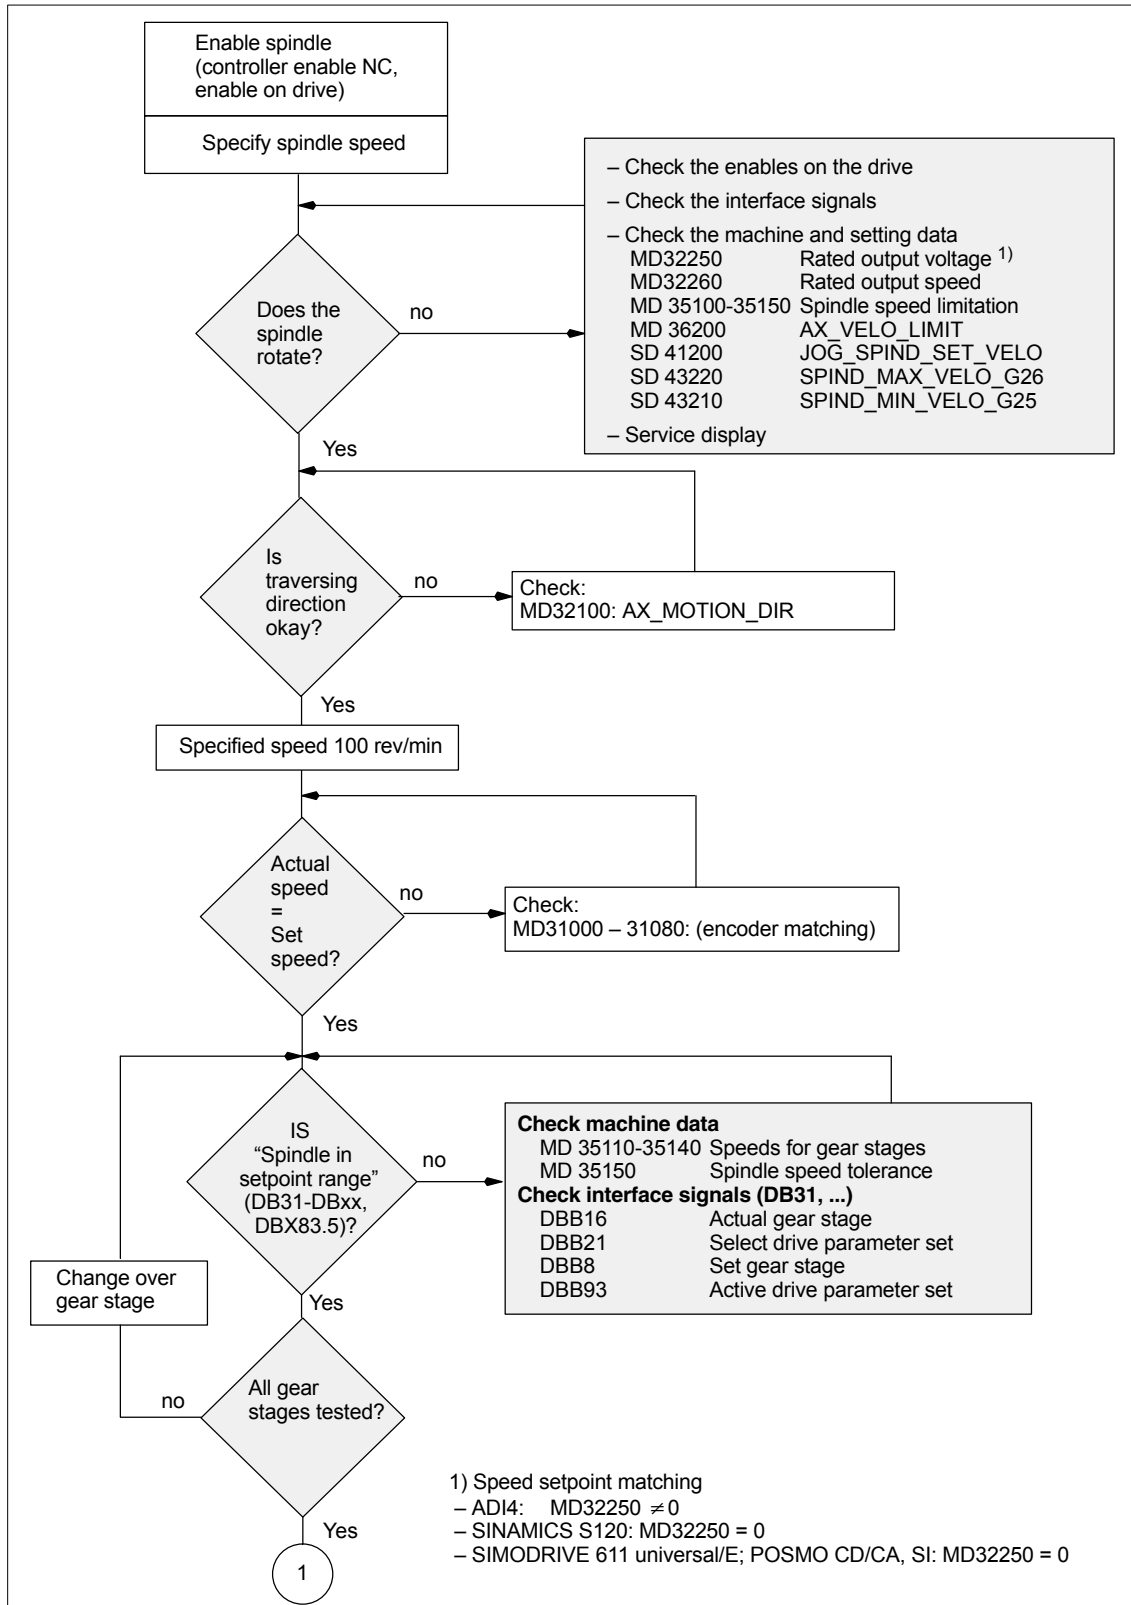 Enable spindle
(controller enable NC,
enable on drive)
Specify spindle speed
– Check the enables on the drive
– Check the interface signals
– Check the machine and setting data
MD32250 Rated output voltage 1)
MD32260 Rated output speed
MD 35100-35150 Spindle speed limitation
MD 36200 AX_VELO_LIMIT
SD 41200 JOG_SPIND_SET_VELO
SD 43220 SPIND_MAX_VELO_G26
SD 43210 SPIND_MIN_VELO_G25
– Service display
Does the
spindle
rotate?
no
Yes
Is
traversing
direction
okay?
no
Check:
MD32100: AX_MOTION_DIR
Yes
Specified speed 100 rev/min
Actual
speed
=
Set
speed?
no
Check:
MD31000 – 31080: (encoder matching)
Yes
IS
“Spindle in
setpoint range”
(DB31-DBxx,
DBX83.5)?
no
Check machine data
MD 35110-35140 Speeds for gear stages
MD 35150 Spindle speed tolerance
Check interface signals (DB31, ...)
DBB16 Actual gear stage
DBB21 Select drive parameter set
DBB8 Set gear stage
DBB93 Active drive parameter set
Change over
gear stage
Yes
All gear
stages tested?
no
Yes
1
1) Speed setpoint matching
– ADI4: MD32250 ≠ 0
– SINAMICS S120: MD32250 = 0
– SIMODRIVE 611 universal/E; POSMO CD/CA, SI: MD32250 = 0